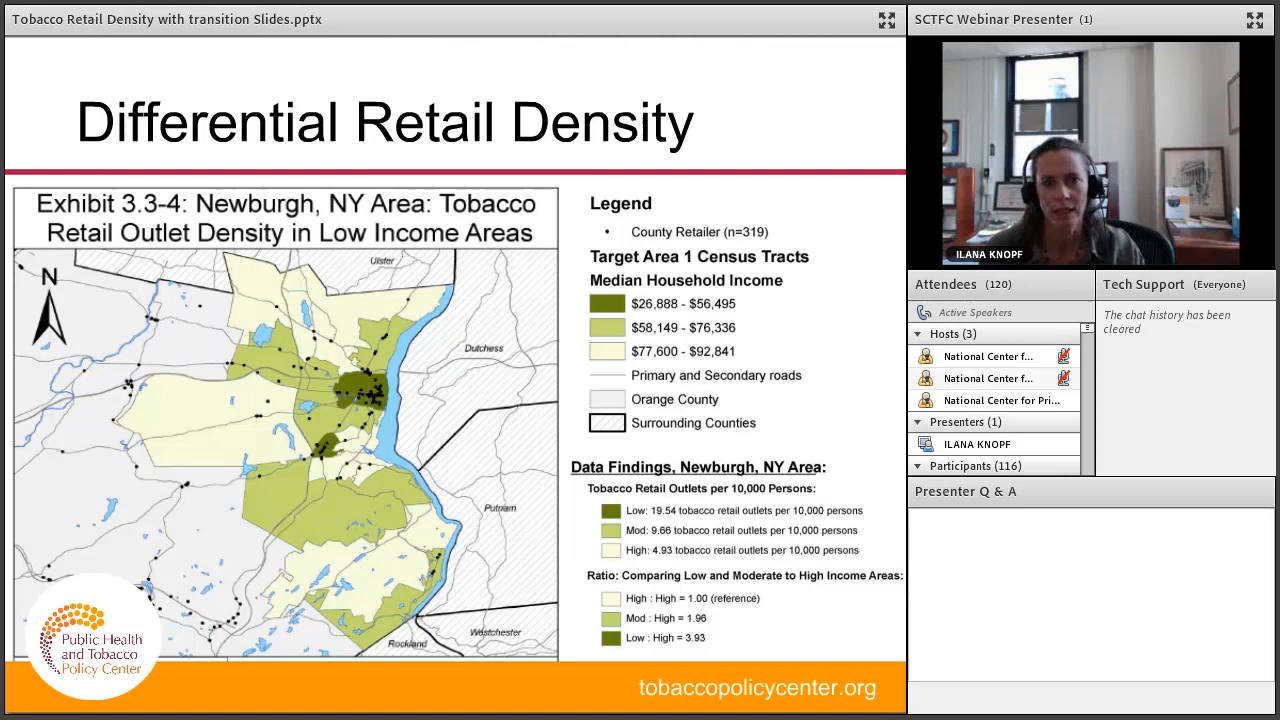 Tobacco Retail Density with transition Slides.pptx
Differential Retail Density
Exhibit 3.3-4: Newburgh, NY Area: Tobacco
Retail Outlet Density in Low Income Areas
N
Ulster
Dutchess
Putnam
Westchester
Rockland
Legend
County Retailer (n=319)
Target Area 1 Census Tracts
Median Household Income
$26,888 - $56,495
$58,149 - $76,336
$77,600 - $92,841
Primary and Secondary roads
Orange County
Surrounding Counties
Data Findings, Newburgh, NY Area:
Tobacco Retail Outlets per 10,000 Persons:
Low: 19.54 tobacco retail outlets per 10,000 persons
Mod: 9.66 tobacco retail outlets per 10,000 persons
High: 4.93 tobacco retail outlets per 10,000 persons
Ratio: Comparing Low and Moderate to High Income Areas:
High : High = 1.00 (reference)
Mod : High = 1.96
Low : High = 3.93
Public Health
and Tobacco
Policy Center
tobaccopolicycenter.org
SCTFC Webinar Presenter (1)
ILANA KNOPF
Attendees (120)
Active Speakers
Hosts (3)
National Center f...
National Center f...
National Center for Pri...
Presenters (1)
ILANA KNOPF
Participants (116)
Tech Support (Everyone)
The chat history has been
cleared
Presenter Q & A